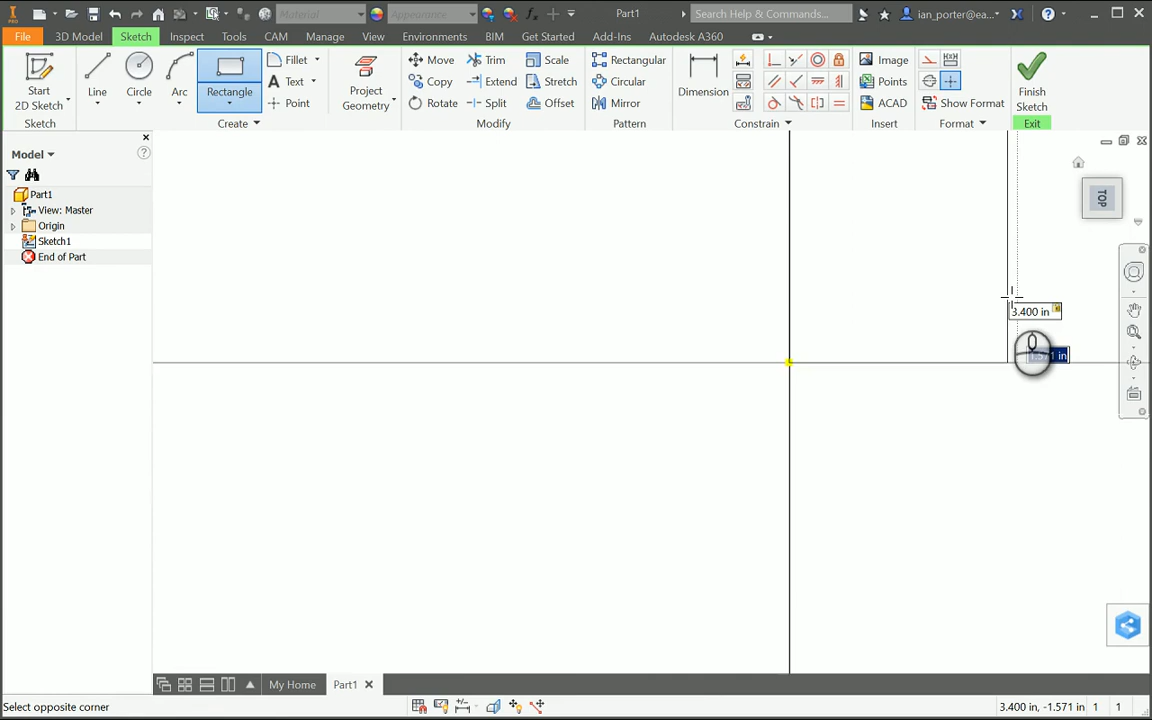 PRO
Material
Appearance
Part1
Search Help & Commands...
ian_porter@ea...
File
3D Model
Sketch
Inspect
Tools
CAM
Manage
View
Environments
BIM
Get Started
Add-Ins
Autodesk A360
Start
2D Sketch
Line
Circle
Arc
Rectangle
Fillet
Text
Point
Project
Geometry
Move
Copy
Rotate
Trim
Extend
Split
Scale
Stretch
Offset
Rectangular
Circular
Mirror
Dimension
Image
Points
ACAD
Show Format
Finish
Sketch
Sketch
Create
Modify
Pattern
Constrain
Insert
Format
Exit
Model
Part1
View: Master
Origin
Sketch1
End of Part
TOP
3.400 in
in
My Home
Part1
Select opposite corner
3.400 in, -1.571 in
1
1